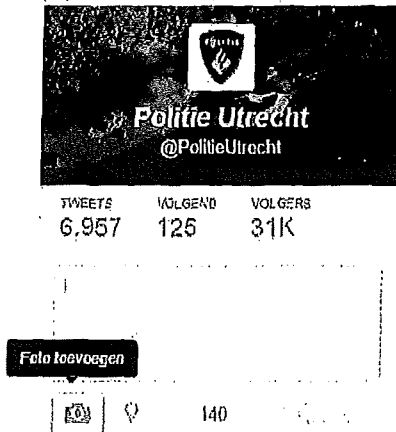 Politie Utrecht
@PolitieUtrecht
TWEETS VOLGEND VOLGERS
6,957 125 31K
Foto toevoegen
140